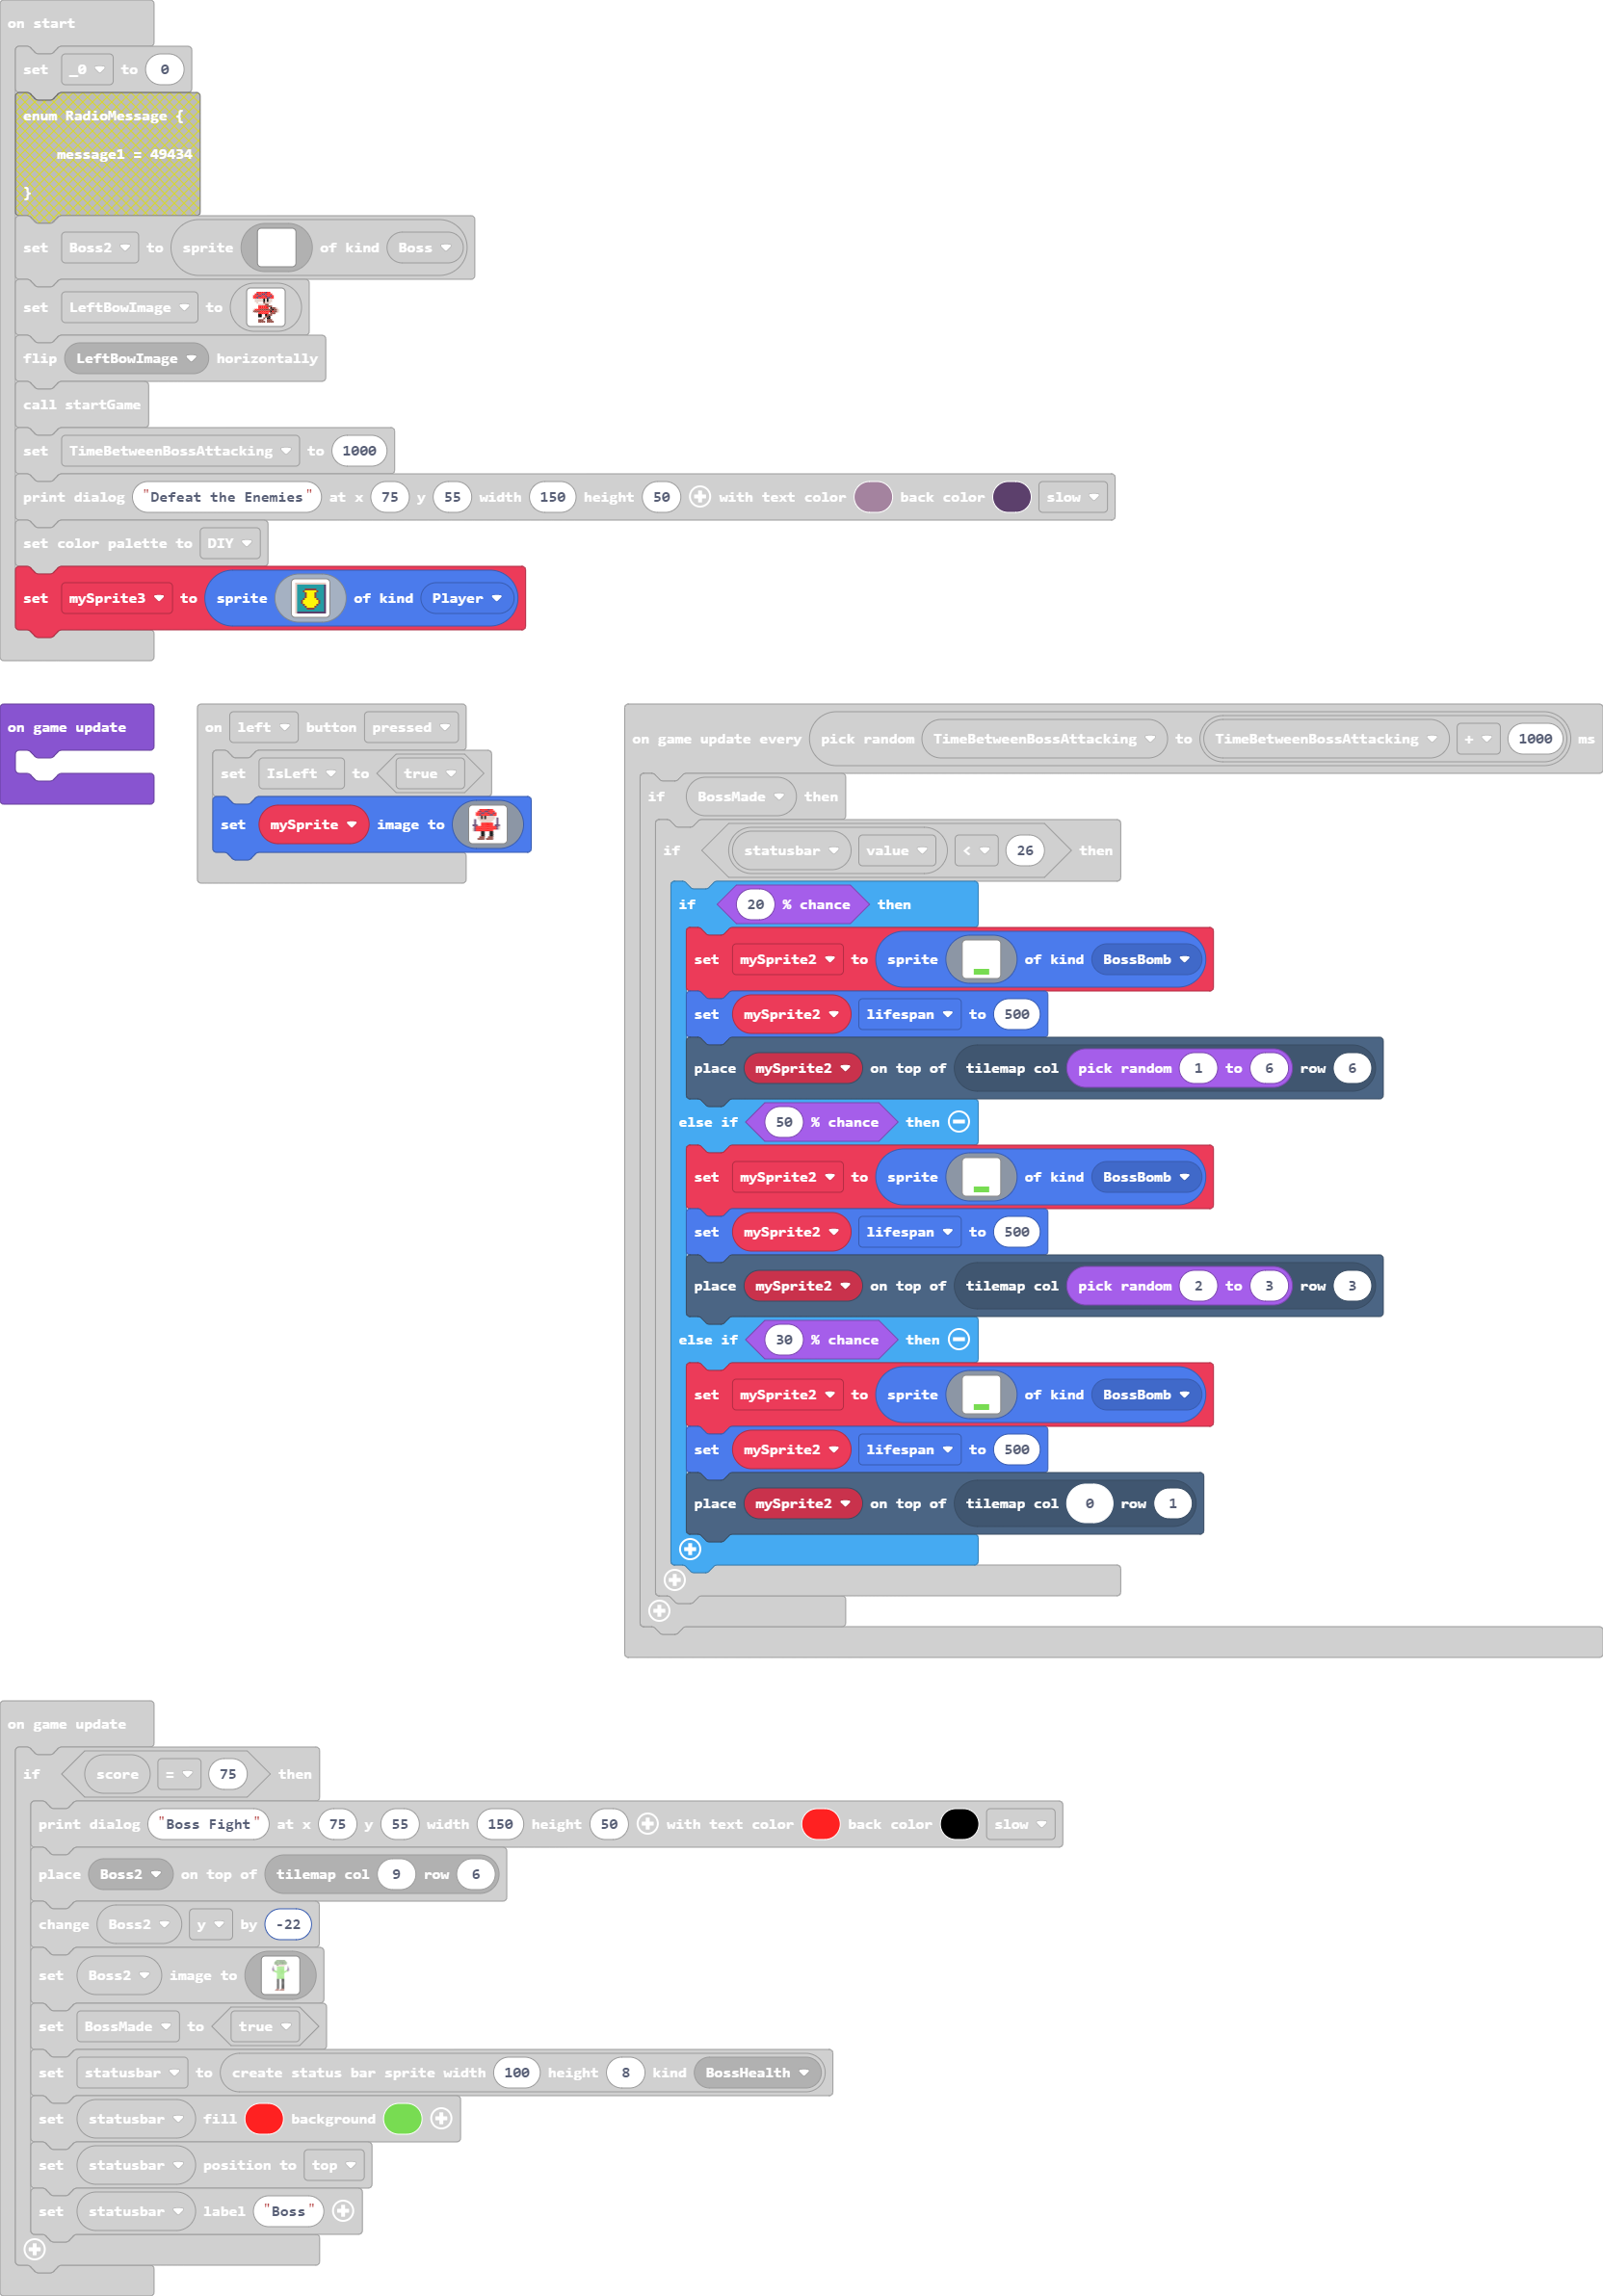 on start
set _0 to 0
enum RadioMessage {
message1 = 49434
}
set Boss2 to sprite of kind Boss
set LeftBowImage to
flip LeftBowImage horizontally
call startGame
set TimeBetweenBossAttacking to 1000
print dialog "Defeat the Enemies" at x 75 y 55 width 150 height 50 with text color back color slow
set color palette to DIY
set mySprite3 to sprite of kind Player
on game update
on left button pressed
set IsLeft to true
set mySprite image to
on game update every pick random TimeBetweenBossAttacking to TimeBetweenBossAttacking + 1000 ms
if BossMade then
if statusbar value < 26 then
if 20 % chance then
set mySprite2 to sprite of kind BossBomb
set mySprite2 lifespan to 500
place mySprite2 on top of tilemap col pick random 1 to 6 row 6
else if 50 % chance then
set mySprite2 to sprite of kind BossBomb
set mySprite2 lifespan to 500
place mySprite2 on top of tilemap col pick random 2 to 3 row 3
else if 30 % chance then
set mySprite2 to sprite of kind BossBomb
set mySprite2 lifespan to 500
place mySprite2 on top of tilemap col 0 row 1
on game update
if score = 75 then
print dialog "Boss Fight" at x 75 y 55 width 150 height 50 with text color back color slow
place Boss2 on top of tilemap col 9 row 6
change Boss2 y by -22
set Boss2 image to
set BossMade to true
set statusbar to create status bar sprite width 100 height 8 kind BossHealth
set statusbar fill background
set statusbar position to top
set statusbar label "Boss"